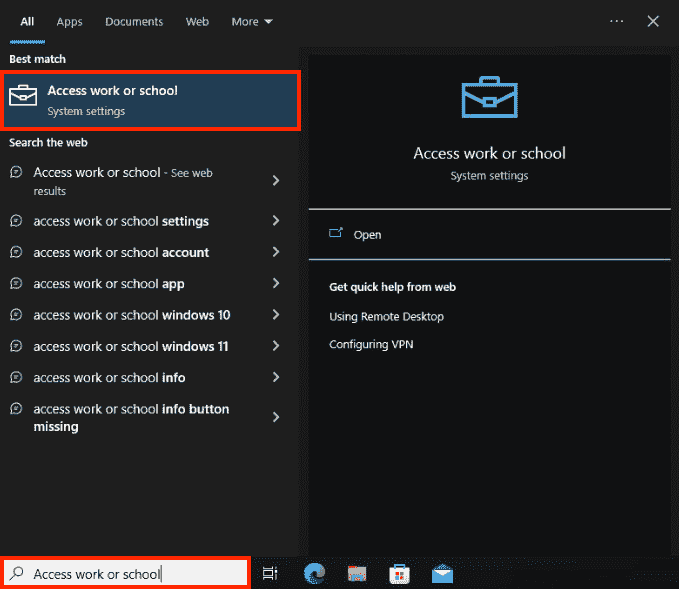 All Apps Documents Web More
Best match
Access work or school
System settings
Search the web
Access work or school - See web
results
access work or school settings
access work or school account
access work or school app
access work or school windows 10
access work or school windows 11
access work or school info
access work or school info button
missing
Access work or school
System settings
Open
Get quick help from web
Using Remote Desktop
Configuring VPN
Access work or school